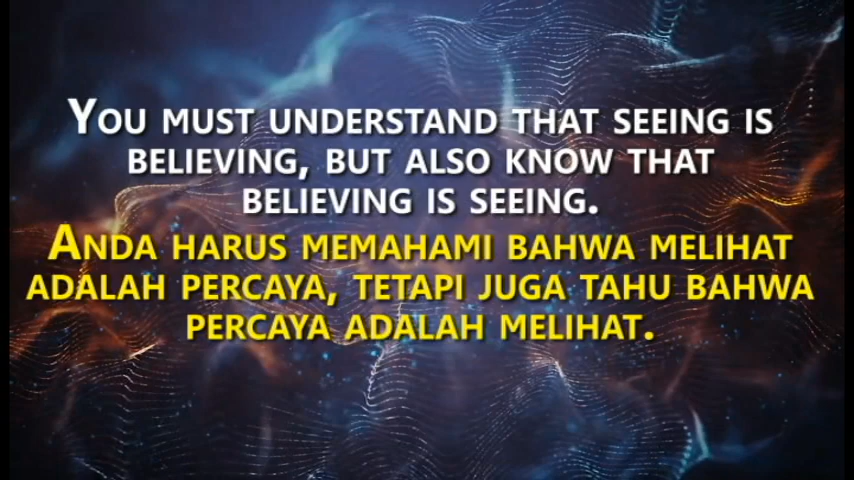 You must understand that seeing is
believing, but also know that
believing is seeing.
Anda harus memahami bahwa melihat
adalah percaya, tetapi juga tahu bahwa
percaya adalah melihat.